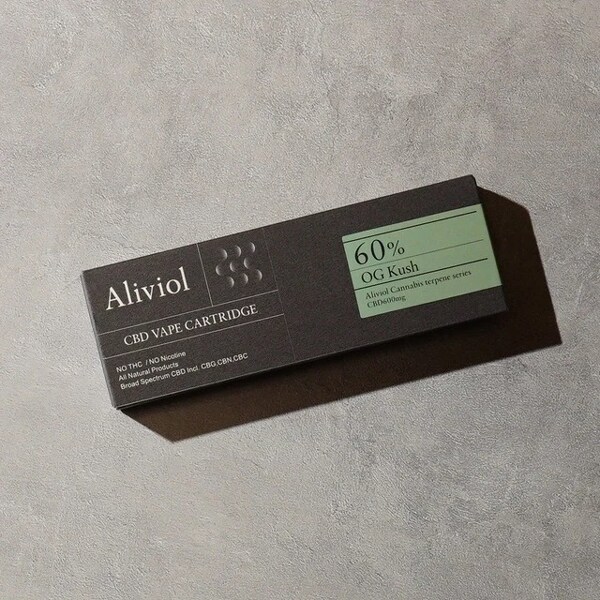 Aliviol
CBD VAPE CARTRIDGE
NO THC / NO Nicotine
All Natural Products
Broad Spectrum CBD Incl. CBG.CBN.CBC
60%
OG Kush
Aliviol Cannabis terpene series
CBD600mg